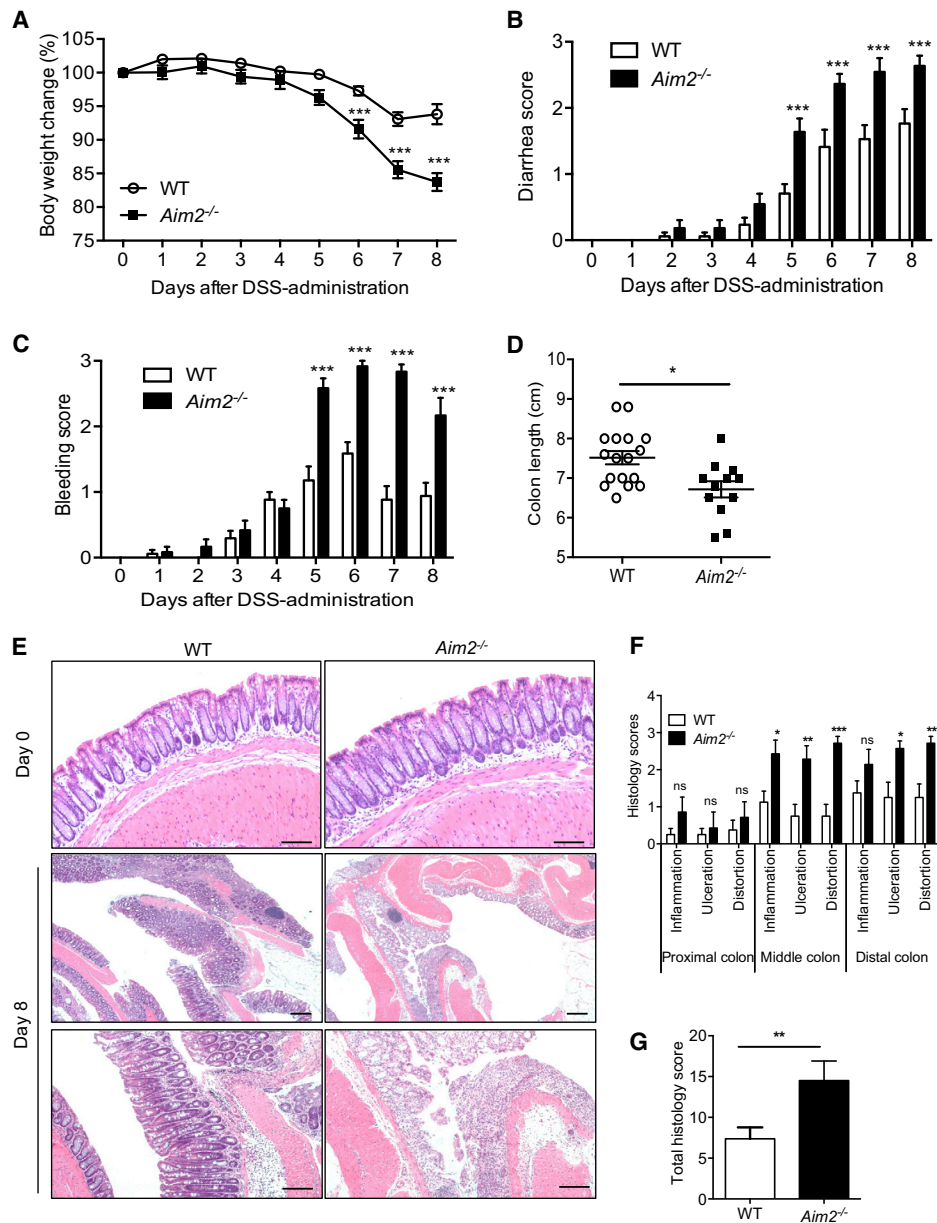 A
Body weight change (%)
105
100
95
90
85
80
75
***
***
***
WT
Aim2-/-
0 1 2 3 4 5 6 7 8
Days after DSS-administration
B
Diarrhea score
3
2
1
0
WT
Aim2-/-
***
***
***
***
0 1 2 3 4 5 6 7 8
Days after DSS-administration
C
Bleeding score
3
2
1
0
WT
Aim2-/-
***
***
***
***
0 1 2 3 4 5 6 7 8
Days after DSS-administration
D
Colon length (cm)
10
9
8
7
6
5
*
WT Aim2-/-
E
WT Aim2-/-
Day 0
Day 8
F
Histology scores
4
3
2
1
0
WT
Aim2-/-
ns ns ns * ** *** ns * **
Inflammation Ulceration Distortion Inflammation Ulceration Distortion Inflammation Ulceration Distortion
Proximal colon Middle colon Distal colon
G
Total histology score
20
15
10
5
0
**
WT Aim2-/-